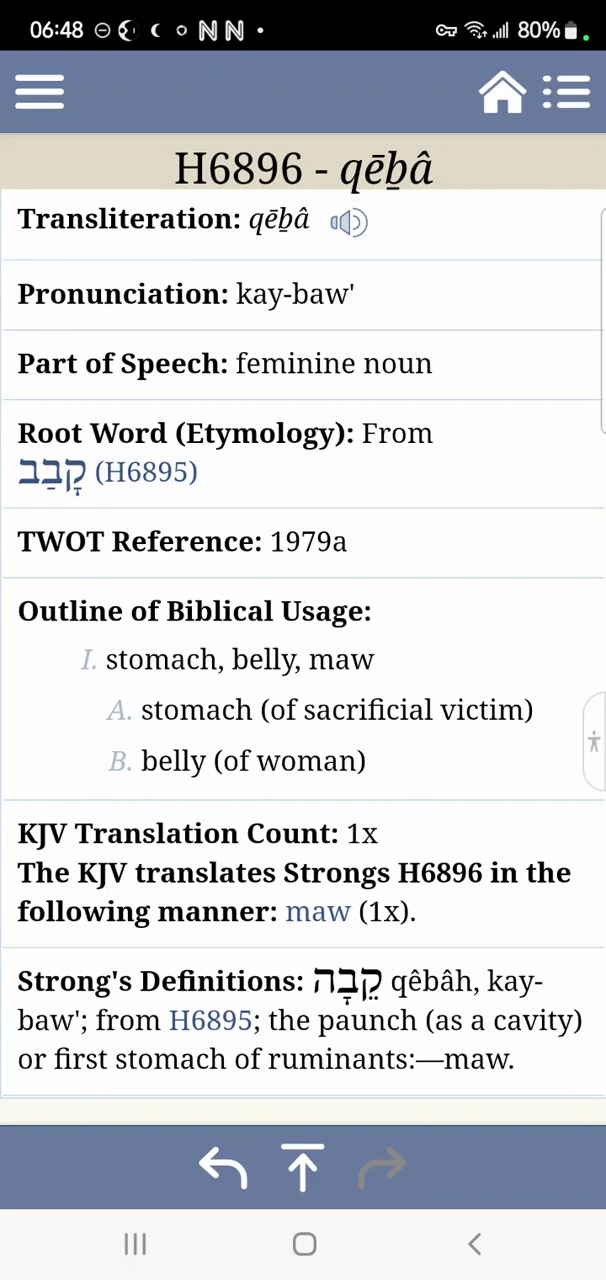 06:48
80%
H6896 - qēḇâ
Transliteration: qēḇâ
Pronunciation: kay-baw'
Part of Speech: feminine noun
Root Word (Etymology): From
קָבַב (H6895)
TWOT Reference: 1979a
Outline of Biblical Usage:
I. stomach, belly, maw
A. stomach (of sacrificial victim)
B. belly (of woman)
KJV Translation Count: 1x
The KJV translates Strongs H6896 in the
following manner: maw (1x).
Strong's Definitions: קֵבָה qêbâh, kay-
baw'; from H6895; the paunch (as a cavity)
or first stomach of ruminants:—maw.